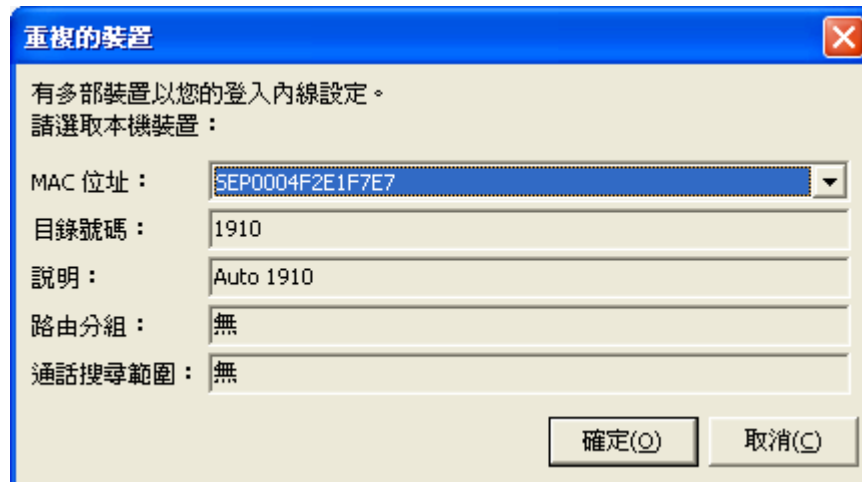 重複的裝置
有多部裝置以您的登入內線設定。
請選取本機裝置：
MAC 位址： SEP0004F2E1F7E7
目錄號碼： 1910
說明： Auto 1910
路由分組： 無
通話搜尋範圍： 無
確定(O) 取消(C)